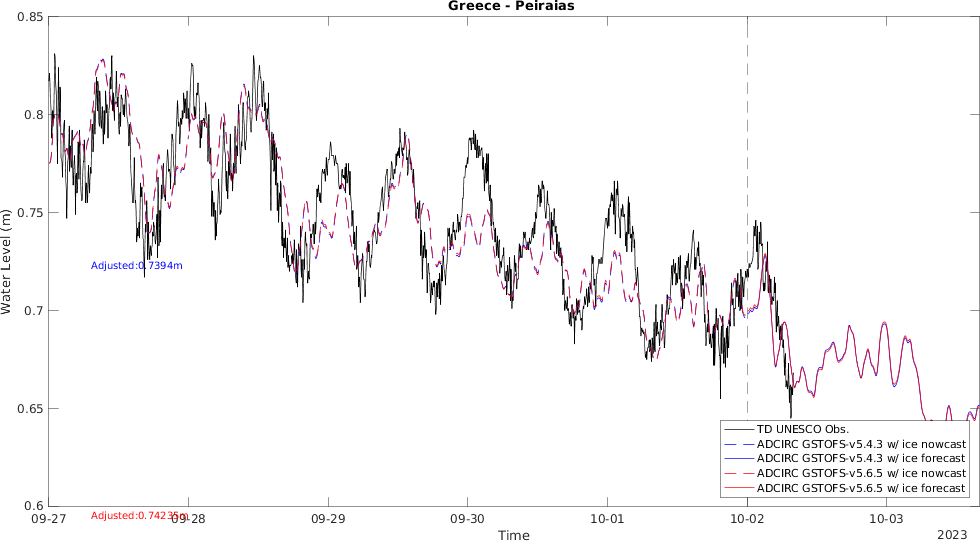 Greece - Peiraias
0.85
0.8
0.75
0.7
0.65
0.6
Water Level (m)
Adjusted:0.7394m
Adjusted:0.74235m
TD UNESCO Obs.
ADCIRC GSTOFS-v5.4.3 w/ ice nowcast
ADCIRC GSTOFS-v5.4.3 w/ ice forecast
ADCIRC GSTOFS-v5.6.5 w/ ice nowcast
ADCIRC GSTOFS-v5.6.5 w/ ice forecast
09-27 09-28 09-29 09-30 10-01 10-02 10-03
Time
2023